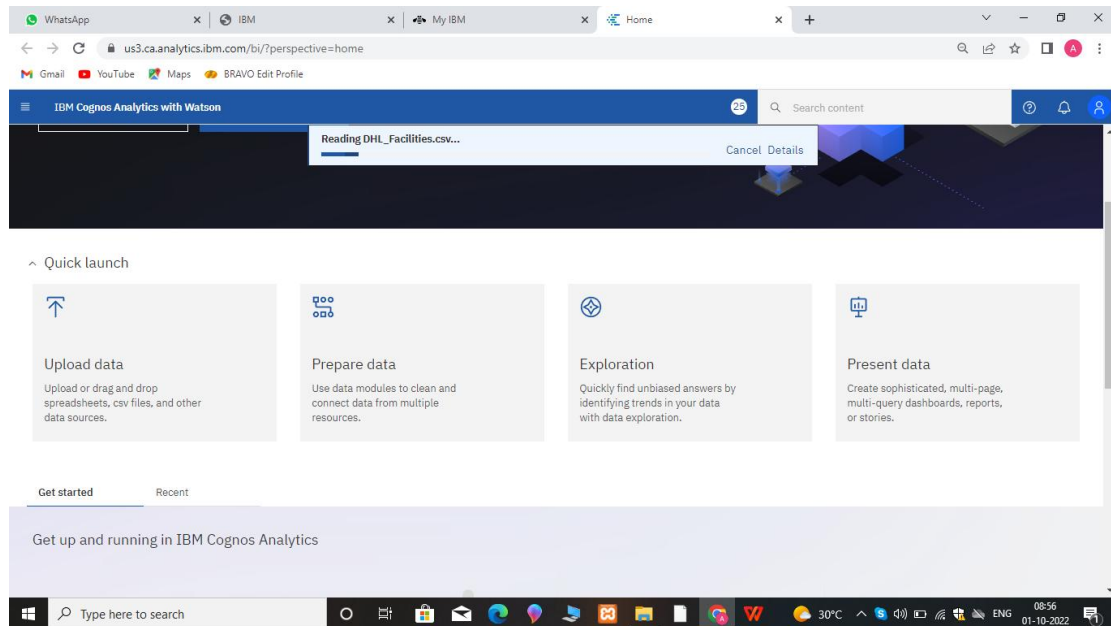 WhatsApp
IBM
My IBM
Home
us3.ca.analytics.ibm.com/bi/?perspective=home
A
Gmail
YouTube
Maps
BRAVO Edit Profile
IBM Cognos Analytics with Watson
25
Search content
Reading DHL_Facilities.csv...
Cancel Details
Quick launch
Upload data
Upload or drag and drop
spreadsheets, csv files, and other
data sources.
Prepare data
Use data modules to clean and
connect data from multiple
resources.
Exploration
Quickly find unbiased answers by
identifying trends in your data
with data exploration.
Present data
Create sophisticated, multi-page,
multi-query dashboards, reports,
or stories.
Get started
Recent
Get up and running in IBM Cognos Analytics
Type here to search
30°C
ENG
08:56
01-10-2022
1